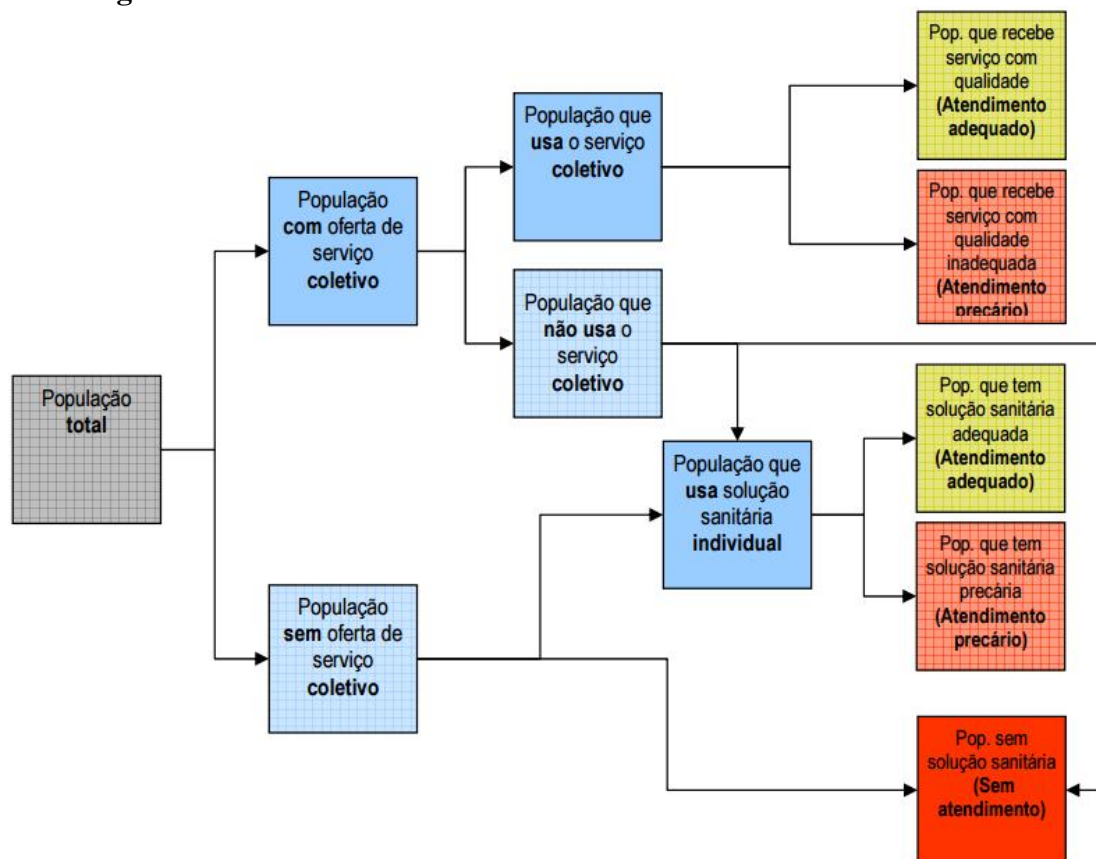 População
total
População
com oferta de
serviço
coletivo
População
sem oferta de
serviço
coletivo
População que
usa o serviço
coletivo
População que
não usa o
serviço
coletivo
População que
usa solução
sanitária
individual
Pop. que recebe
serviço com
qualidade
(Atendimento
adequado)
Pop. que recebe
serviço com
qualidade
inadequada
(Atendimento
precário)
Pop. que tem
solução sanitária
adequada
(Atendimento
adequado)
Pop. que tem
solução sanitária
precária
(Atendimento
precário)
Pop. sem
solução sanitária
(Sem
atendimento)